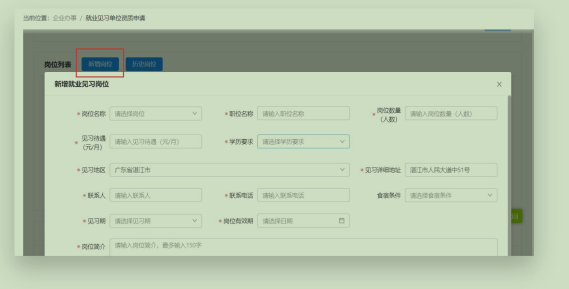 当前位置：企业办事 / 就业见习单位资质申请
岗位列表 新增岗位 历史岗位
新增就业见习岗位 ×
* 岗位名称 请选择岗位 * 职位名称 请输入职位名称 * 岗位数量（人数） 请输入岗位数量（人数）
* 见习待遇（元/月） 请输入见习待遇（元/月） * 学历要求 请选择学历要求
* 见习地区 广东省湛江市 * 见习详细地址 湛江市人民大道中51号
* 联系人 请输入联系人 * 联系电话 请输入联系电话 食宿条件 请选择食宿条件
* 见习期 请选择见习期 * 岗位有效期 请选择日期
* 岗位简介 请输入岗位简介，最多输入150字